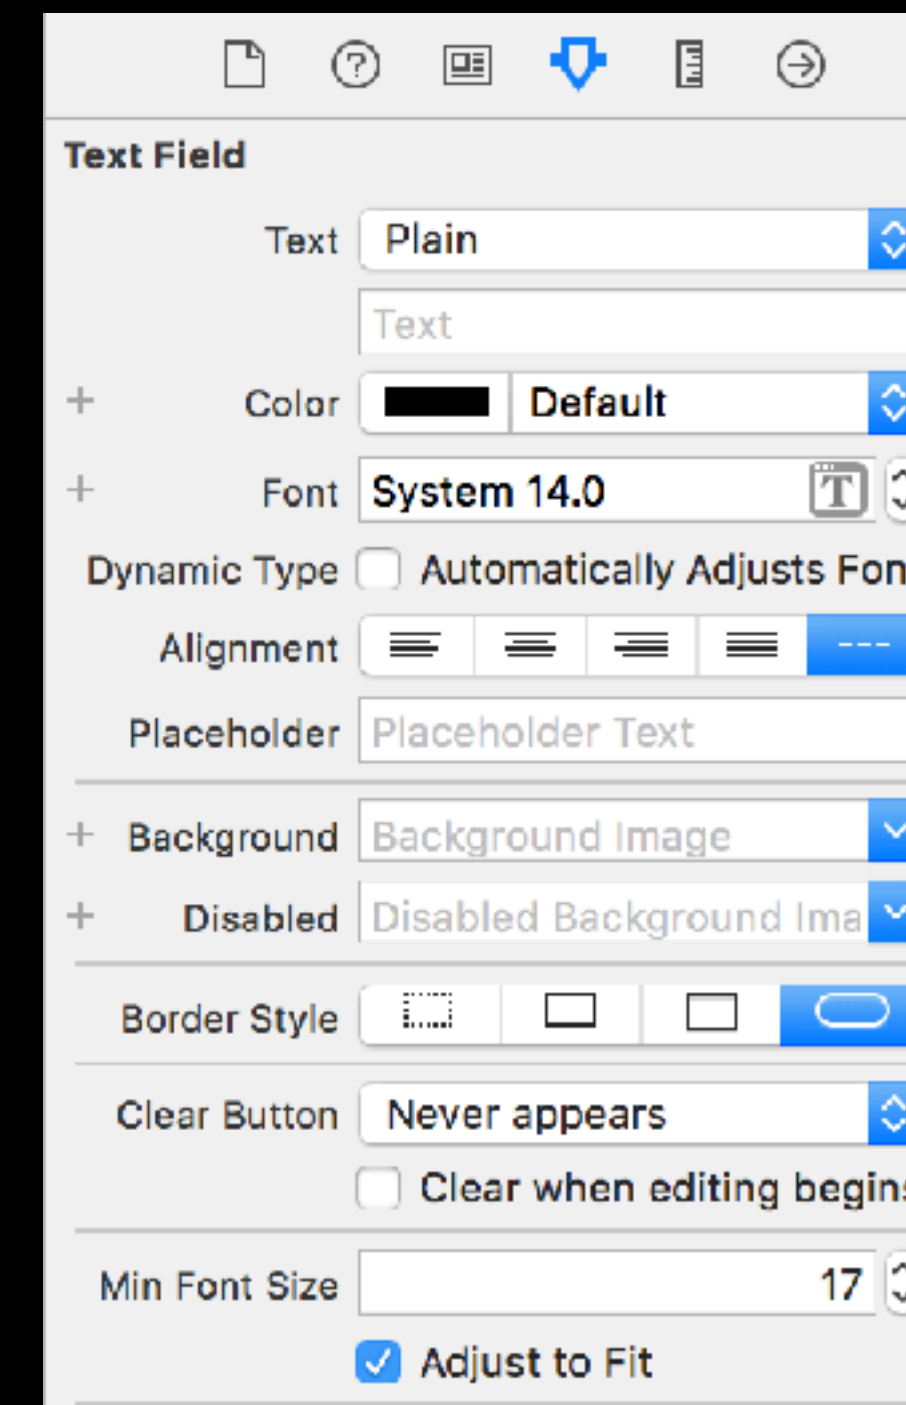 Text Field
Text Plain
Text
+ Color Default
+ Font System 14.0 T
Dynamic Type Automatically Adjusts Fon
Alignment ---
Placeholder Placeholder Text
+ Background Background Image
+ Disabled Disabled Background Ima
Border Style
Clear Button Never appears
Clear when editing begins
Min Font Size 17
Adjust to Fit